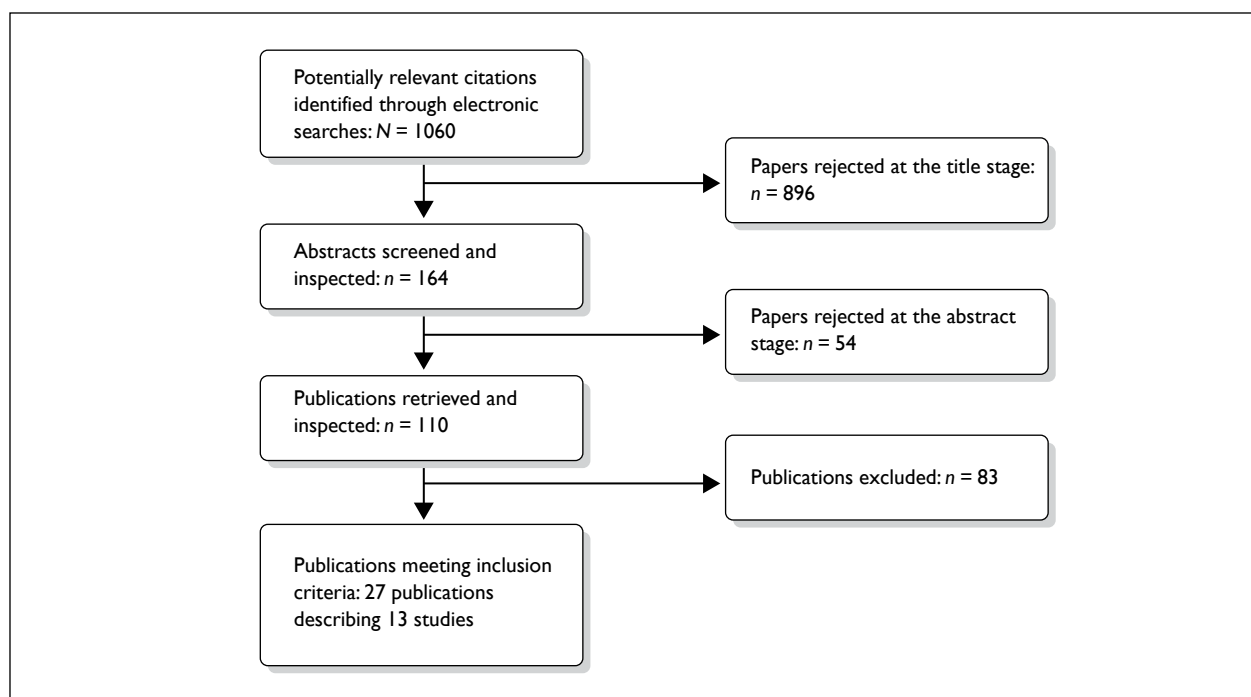 Potentially relevant citations
identified through electronic
searches: N = 1060
Papers rejected at the title stage:
n = 896
Abstracts screened and
inspected: n = 164
Papers rejected at the abstract
stage: n = 54
Publications retrieved and
inspected: n = 110
Publications excluded: n = 83
Publications meeting inclusion
criteria: 27 publications
describing 13 studies